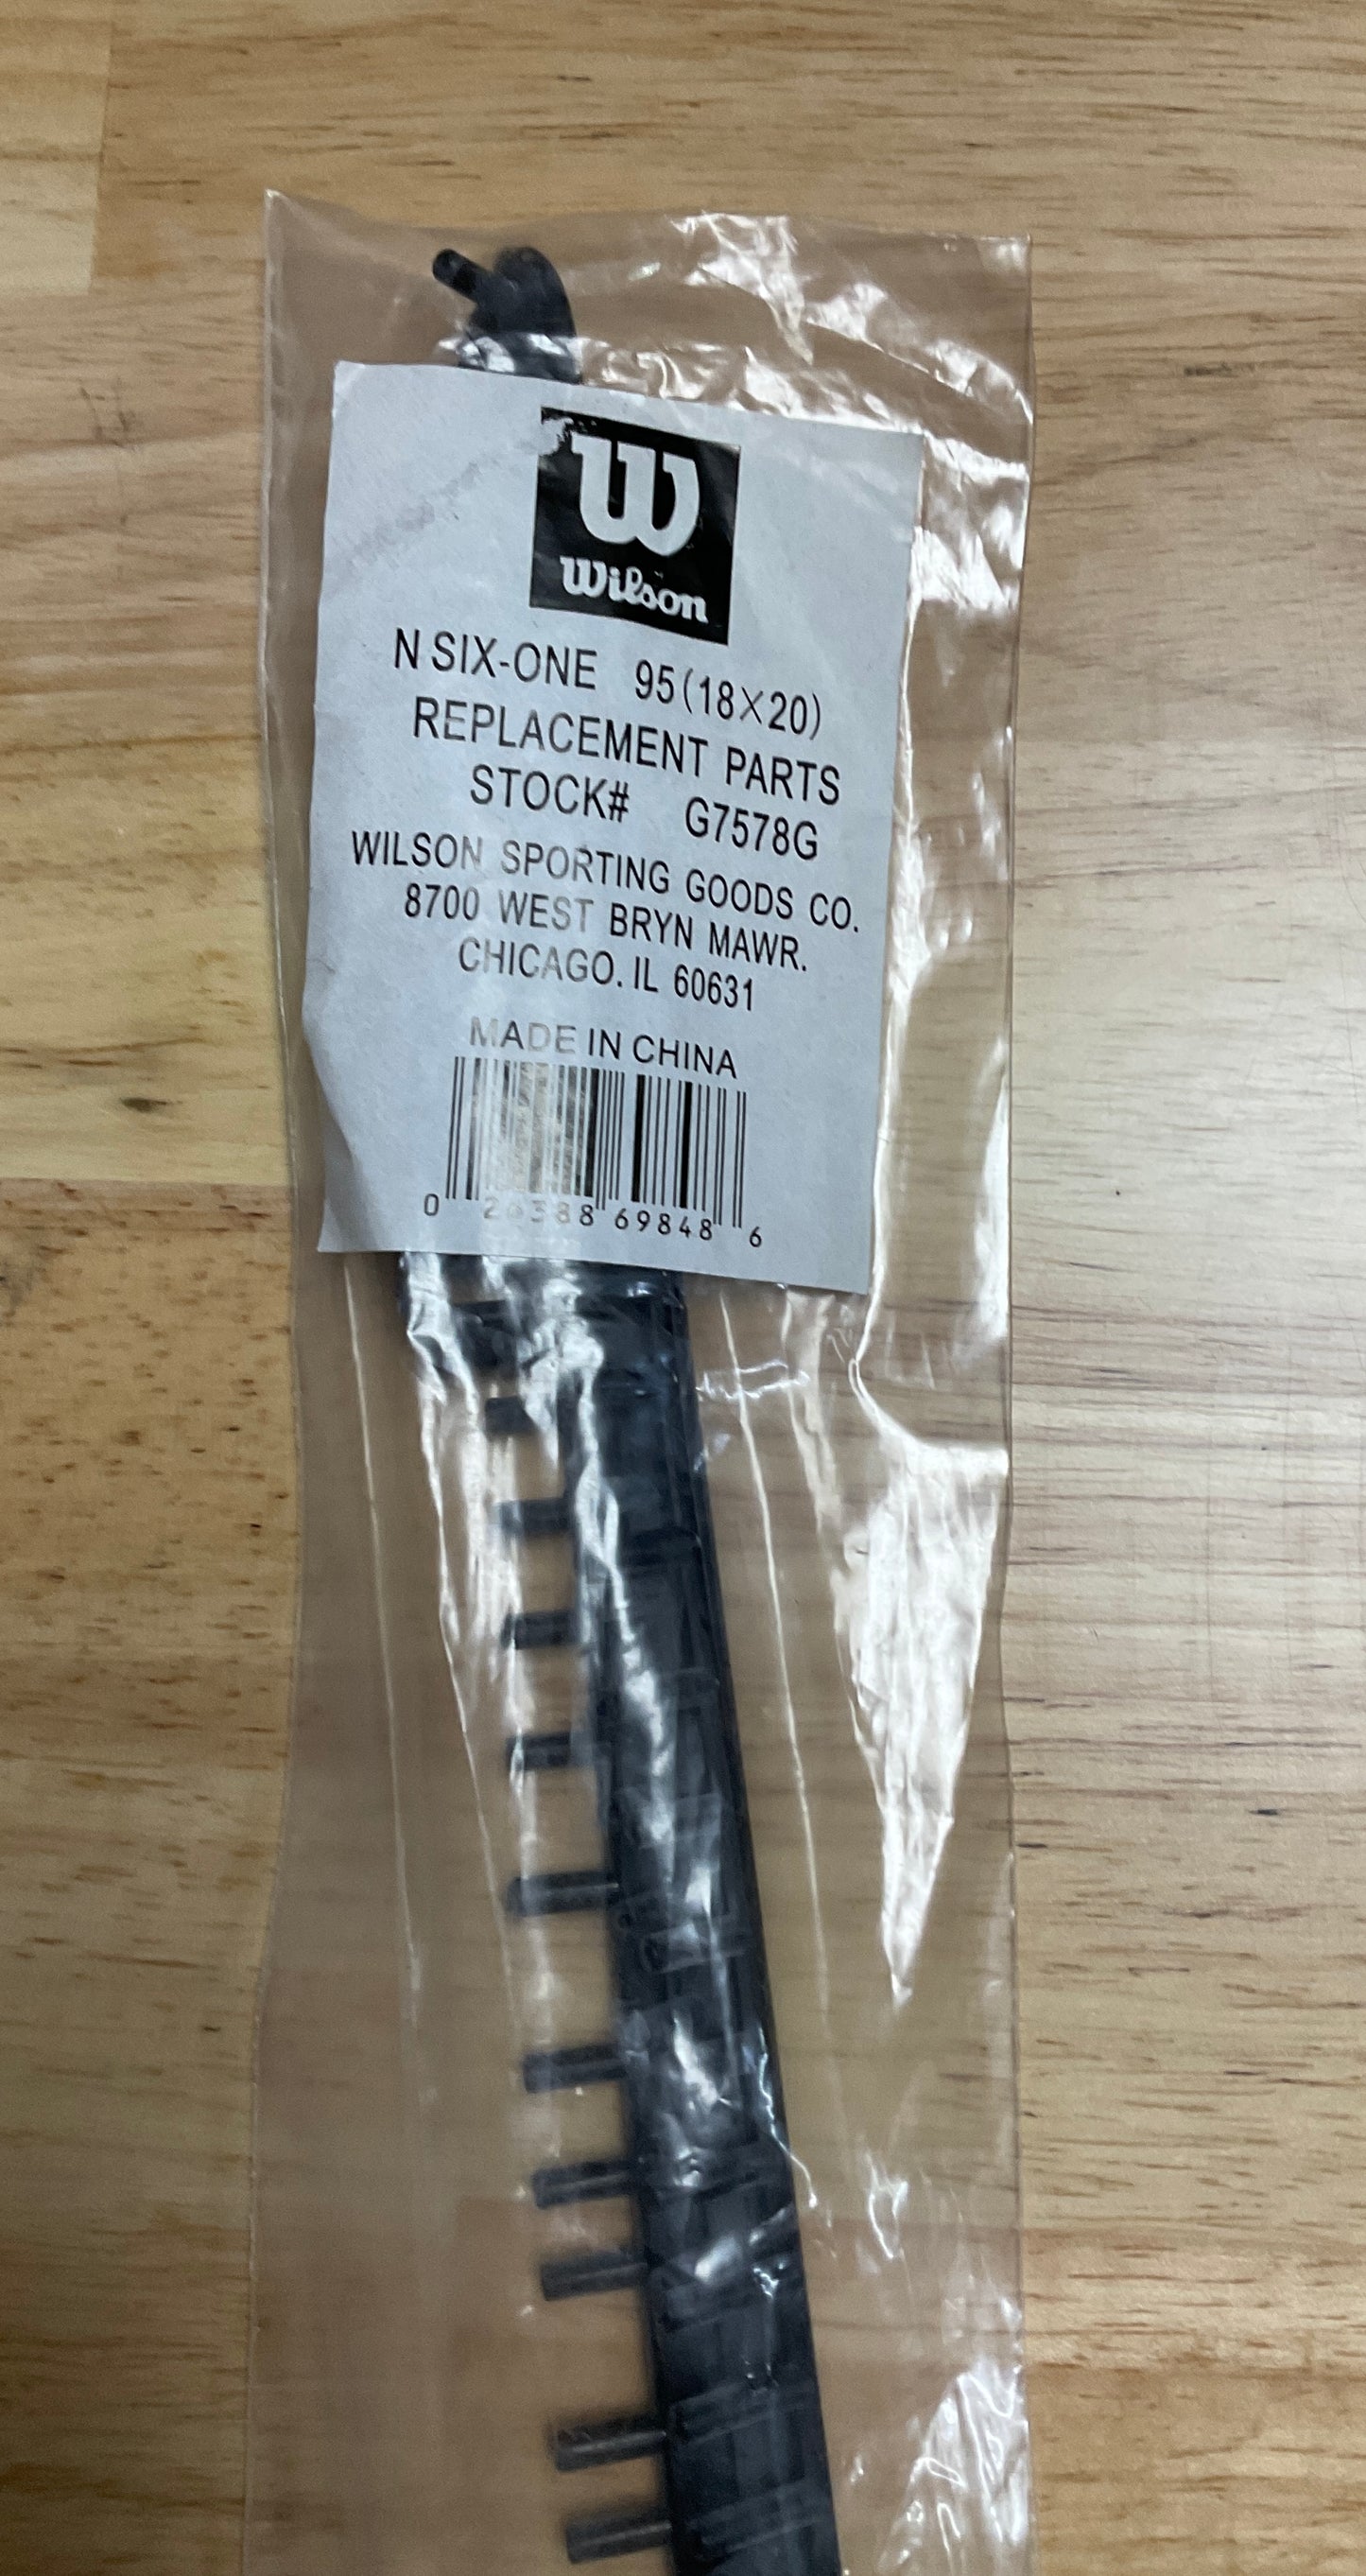 W
Wilson
N SIX-ONE 95(18×20)
REPLACEMENT PARTS
STOCK# G7578G
WILSON SPORTING GOODS CO.
8700 WEST BRYN MAWR.
CHICAGO. IL 60631
MADE IN CHINA
0 26388 69848 6